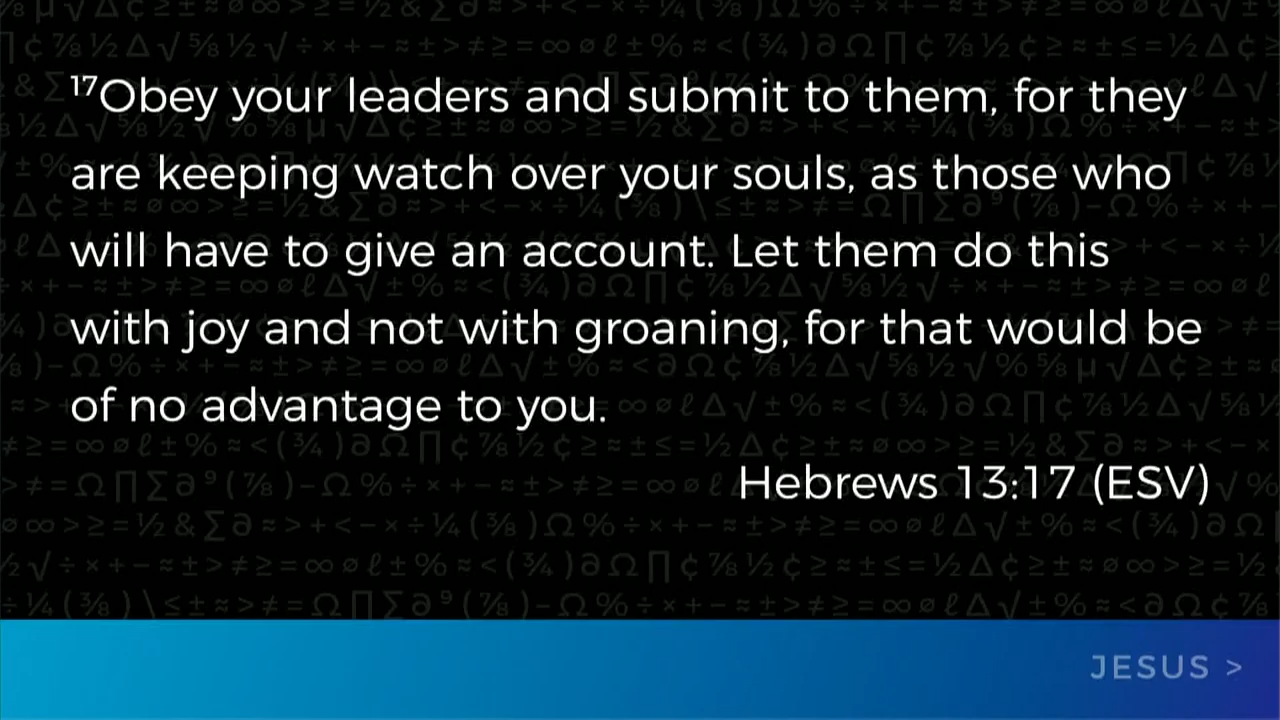 ¹⁷Obey your leaders and submit to them, for they
are keeping watch over your souls, as those who
will have to give an account. Let them do this
with joy and not with groaning, for that would be
of no advantage to you.
Hebrews 13:17 (ESV)
JESUS >